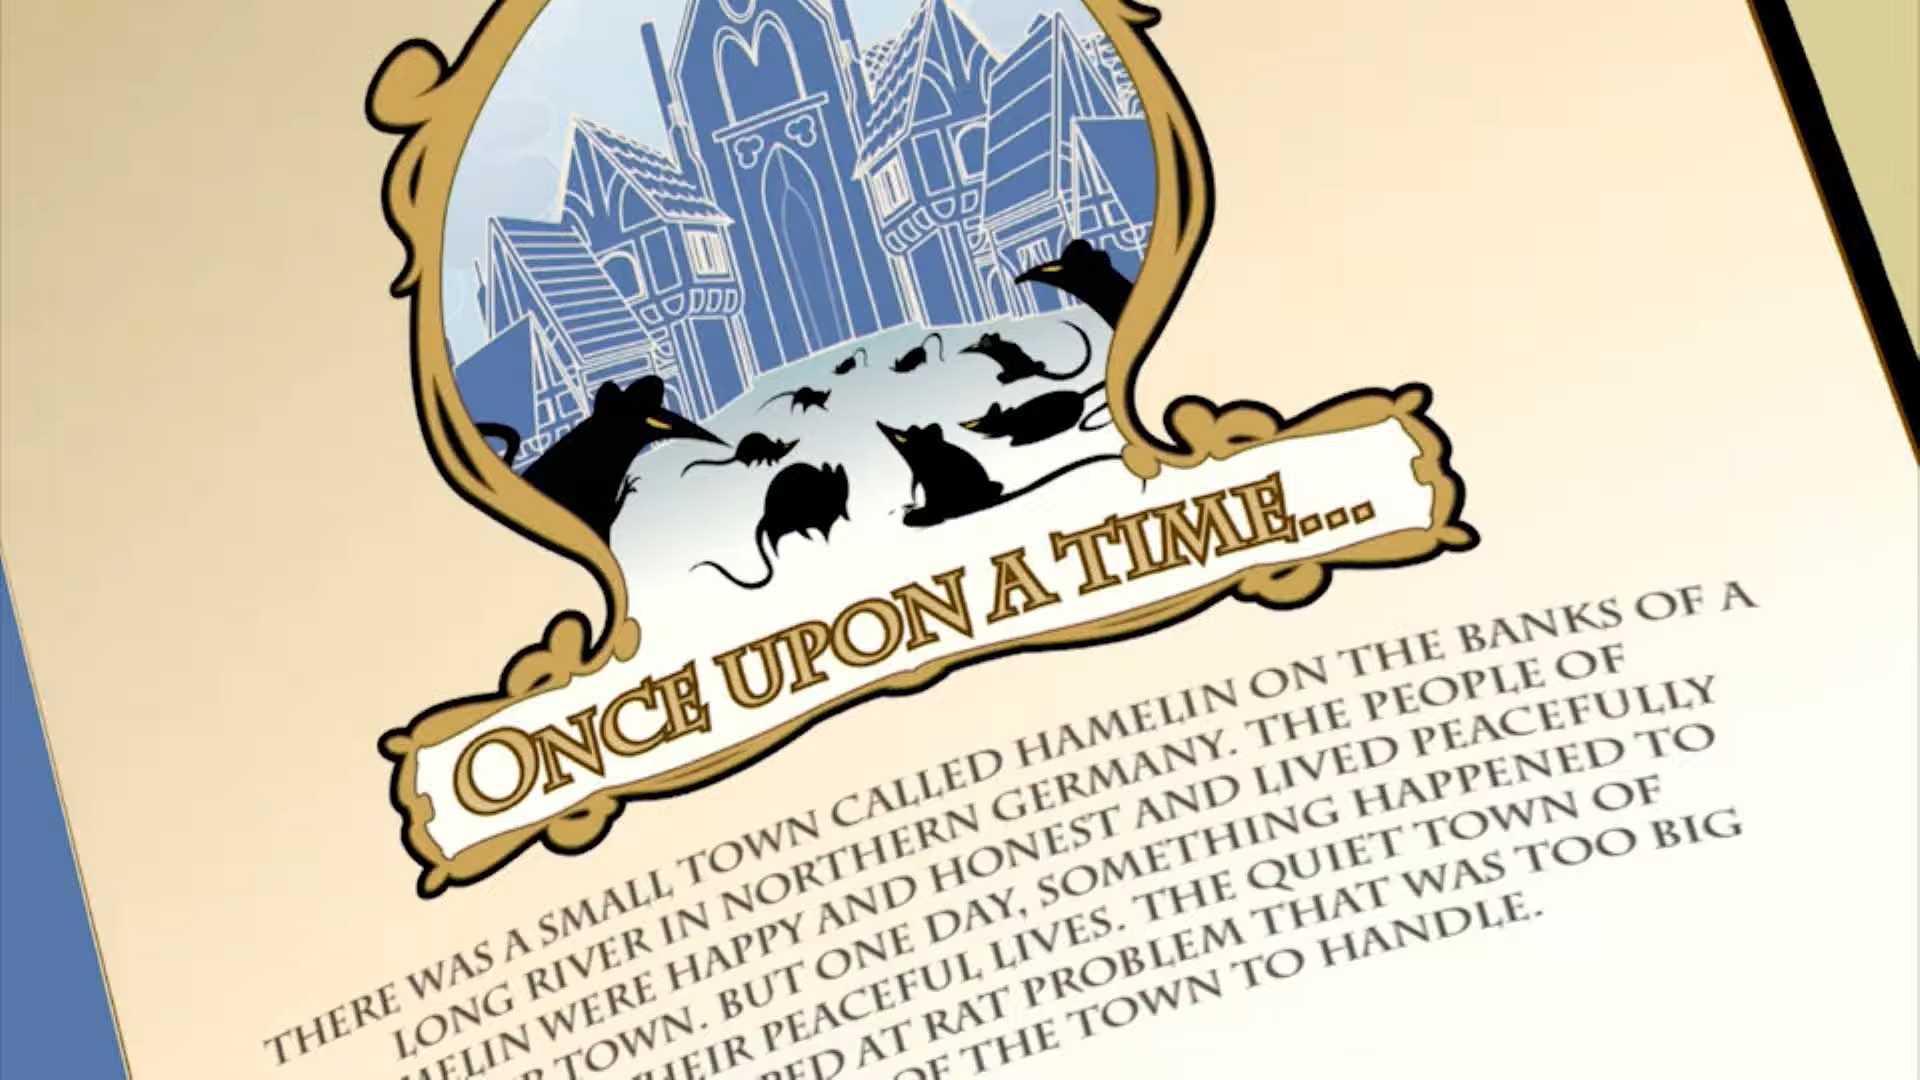 ONCE UPON A TIME...
THERE WAS A SMALL TOWN CALLED HAMELIN ON THE BANKS OF A
LONG RIVER IN NORTHERN GERMANY. THE PEOPLE OF
WERE HAPPY AND HONEST AND LIVED PEACEFULLY
TOWN. BUT ONE DAY, SOMETHING HAPPENED TO
THEIR PEACEFUL LIVES. THE QUIET TOWN OF
RAT PROBLEM THAT WAS TOO BIG
OF THE TOWN TO HANDLE.